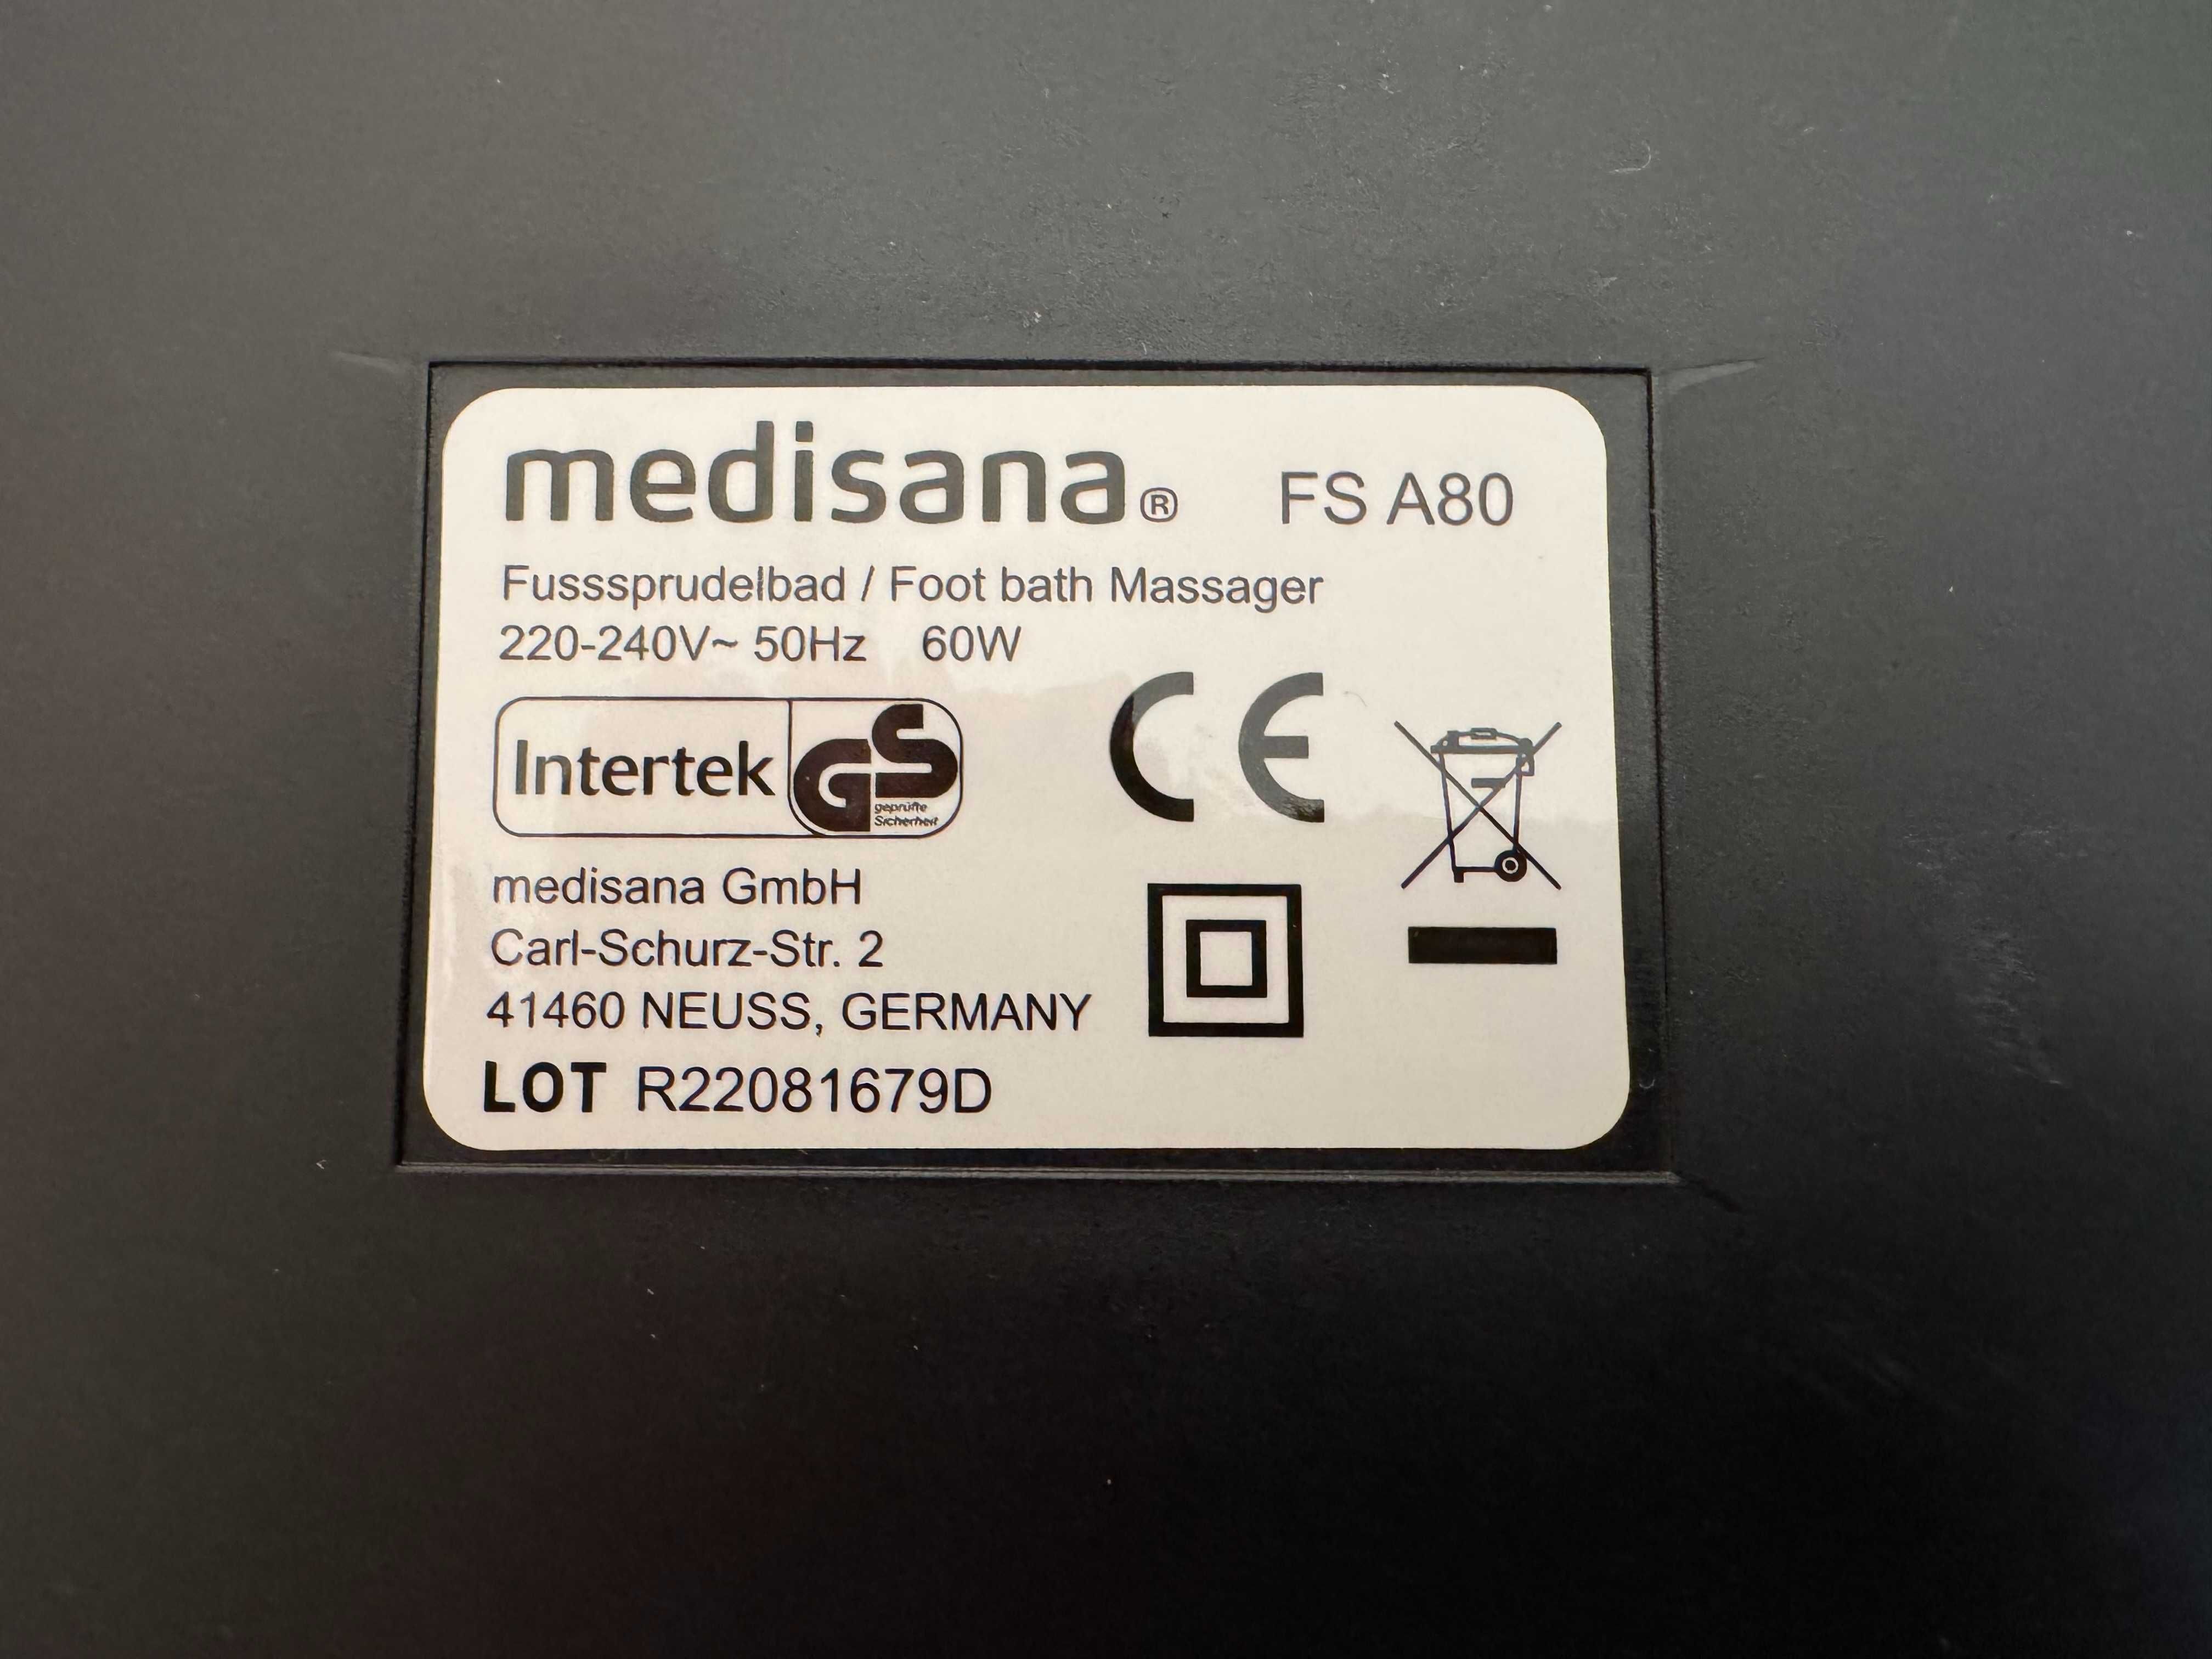 medisana® FS A80
Fusssprudelbad / Foot bath Massager
220-240V~ 50Hz 60W
Intertek GS
geprüfte
Sicherheit
CE
medisana GmbH
Carl-Schurz-Str. 2
41460 NEUSS, GERMANY
LOT R22081679D